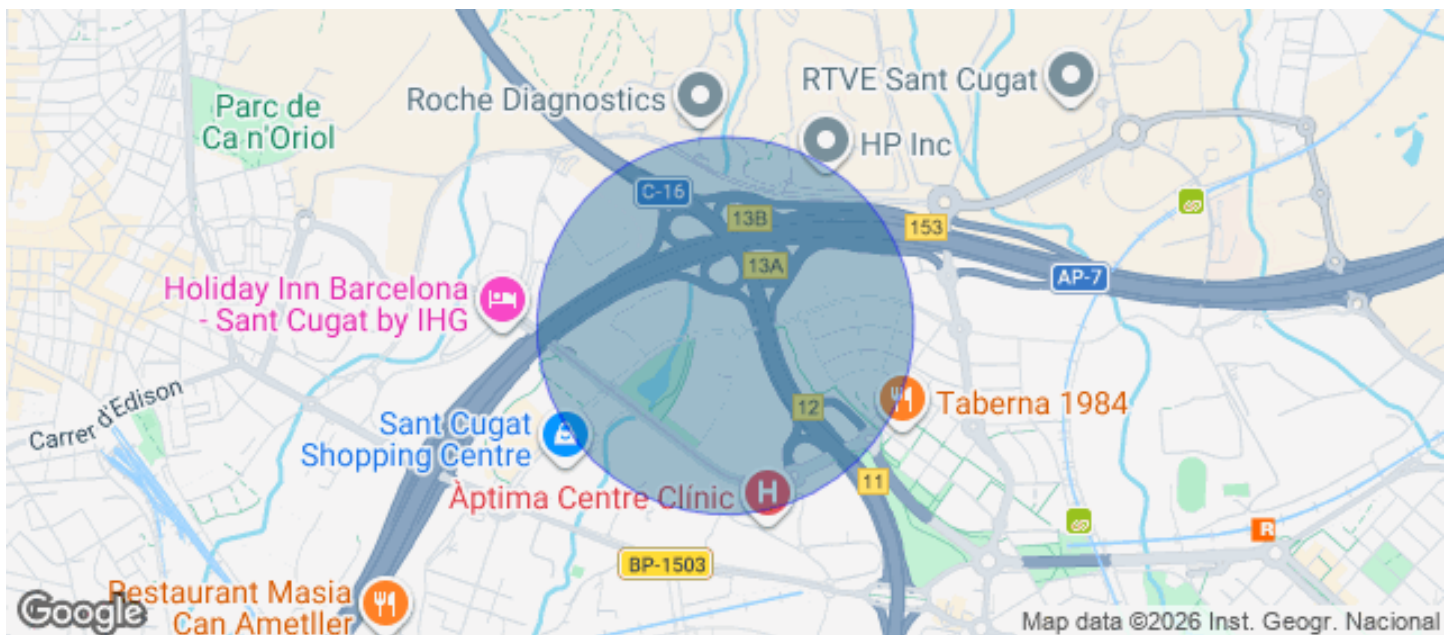 RTVE Sant Cugat
Roche Diagnostics
HP Inc
Parc de
Ca n'Oriol
C-16
13B
153
13A
AP-7
Holiday Inn Barcelona
- Sant Cugat by IHG
Carrer d'Edison
Taberna 1984
12
Sant Cugat
Shopping Centre
11
Àptima Centre Clínic
H
R
BP-1503
Restaurant Masia
Can Ametller
Google
Map data ©2026 Inst. Geogr. Nacional